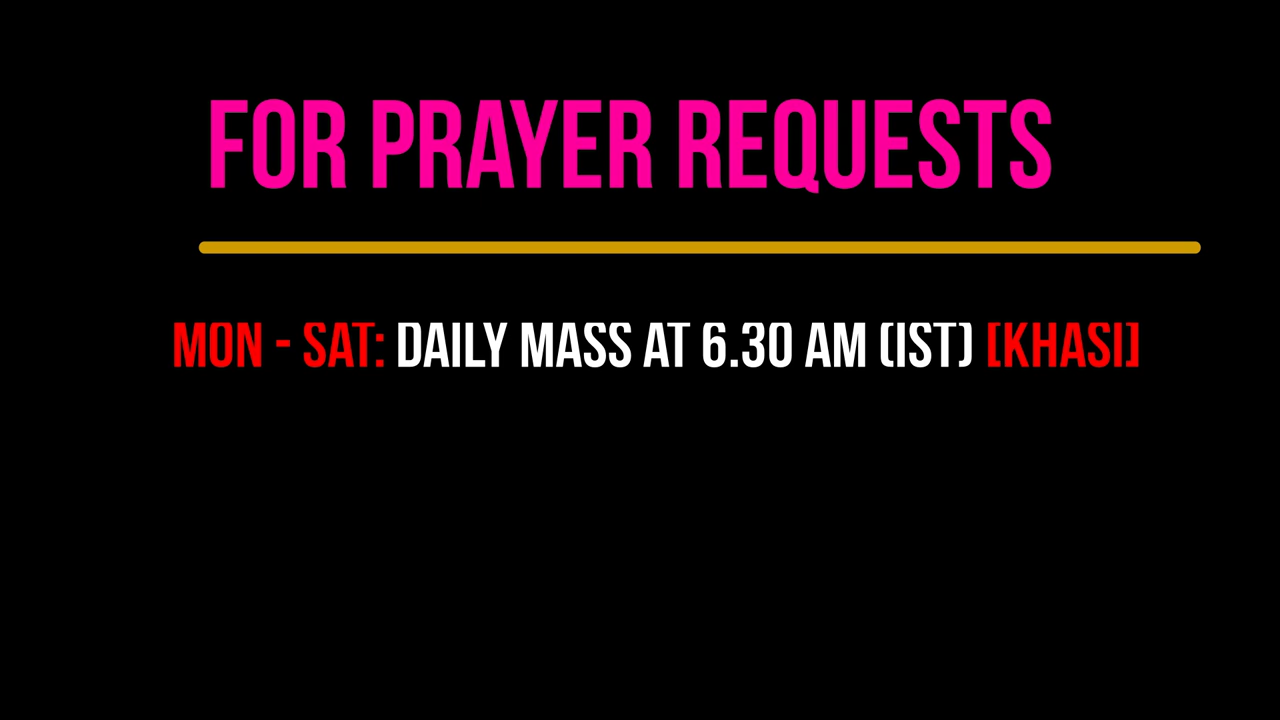 FOR PRAYER REQUESTS
MON - SAT: DAILY MASS AT 6.30 AM (IST) [KHASI]